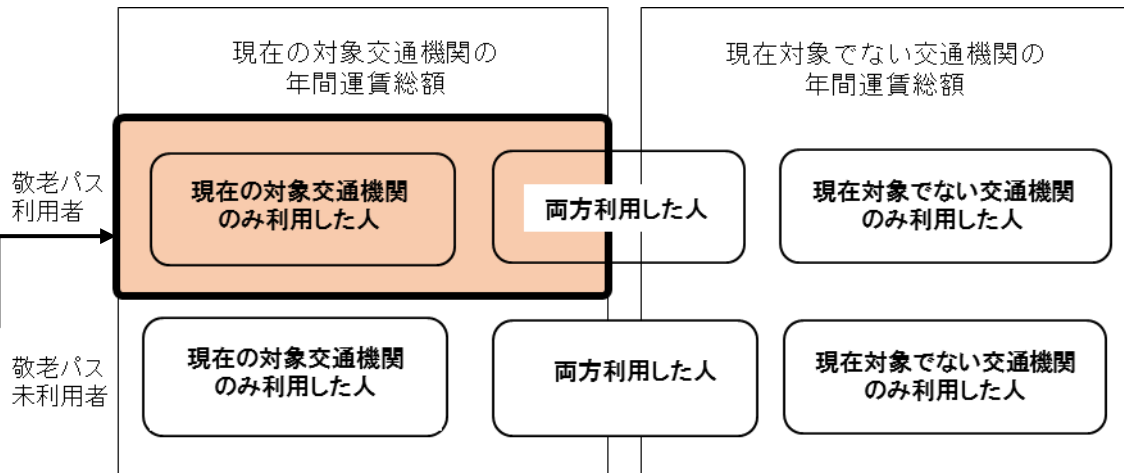 現在の対象交通機関の
年間運賃総額
現在対象でない交通機関の
年間運賃総額
敬老パス
利用者
現在の対象交通機関
のみ利用した人
両方利用した人
現在対象でない交通機関
のみ利用した人
敬老パス
未利用者
現在の対象交通機関
のみ利用した人
両方利用した人
現在対象でない交通機関
のみ利用した人